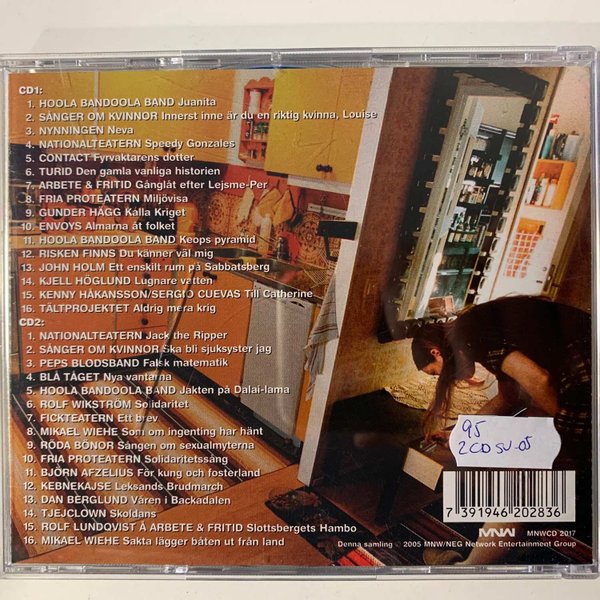 CD1:
1. HOOLA BANDOOLA BAND Juanita
2. SÅNGER OM KVINNOR Innerst inne är du en riktig kvinna, Louise
3. NYNNINGEN Neva
4. NATIONALTEATERN Speedy Gonzales
5. CONTACT Fyrvaktarens dotter
6. TURID Den gamla vanliga historien
7. ARBETE & FRITID Gånglåt efter Lejsme-Per
8. FRIA PROTEATERN Miljövisa
9. GUNDER HÄGG Kalla Kriget
10. ENVOYS Almarna åt folket
11. HOOLA BANDOOLA BAND Keops pyramid
12. RISKEN FINNS Du känner väl mig
13. JOHN HOLM Ett enskilt rum på Sabbatsberg
14. KJELL HÖGLUND Lugnare vatten
15. KENNY HÅKANSSON/SERGIO CUEVAS Till Catherine
16. TÄLTPROJEKTET Aldrig mera krig
CD2:
1. NATIONALTEATERN Jack the Ripper
2. SÅNGER OM KVINNOR Ska bli sjuksyster jag
3. PEPS BLODSBAND Falsk matematik
4. BLÅ TÅGET Nya vantarna
5. HOOLA BANDOOLA BAND Jakten på Dalai-lama
6. ROLF WIKSTRÖM Solidaritet
7. FICKTEATERN Ett brev
8. MIKAEL WIEHE Som om ingenting har hänt
9. RÖDA BÖNOR Sången om sexualmyterna
10. FRIA PROTEATERN Solidaritetssång
11. BJÖRN AFZELIUS För kung och fosterland
12. KEBNEKAJSE Leksands Brudmarch
13. DAN BERGLUND Våren i Backadalen
14. TJEJCLOWN Skoldans
15. ROLF LUNDQVIST Å ARBETE & FRITID Slottsbergets Hambo
16. MIKAEL WIEHE Sakta lägger båten ut från land
95
2CD SV-05
7 391946 202836
MNW
MNWCD 2017
Denna samling © 2005 MNW/NEG Network Entertainment Group